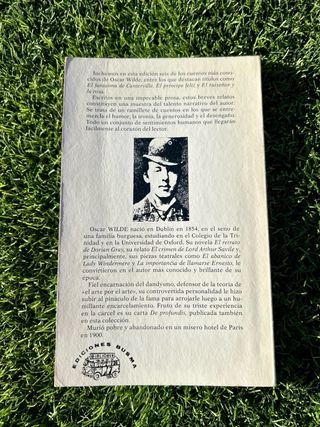 Incluimos en esta edición seis de los cuentos más cono-
cidos de Oscar Wilde, entre los que destacan títulos como
El fantasma de Canterville, El príncipe feliz y El ruiseñor y
la rosa.
Escritos en una impecable prosa, estos breves relatos
constituyen una muestra del talento narrativo del autor.
Se trata de un ramillete de cuentos en los que se entre-
mezcla el humor, la ironía, la generosidad y el desengaño.
Todo un conjunto de sentimientos humanos que llegarán
fácilmente al corazón del lector.
Oscar WILDE nació en Dublín en 1854, en el seno de
una familia burguesa, estudiando en el Colegio de la Tri-
nidad y en la Universidad de Oxford. Su novela El retrato
de Dorian Gray, su relato El crimen de Lord Arthur Savile y,
principalmente, sus piezas teatrales como El abanico de
Lady Windermere y La importancia de llamarse Ernesto, le
convirtieron en el autor más conocido y brillante de su
época.
Fiel encarnación del dandysmo, defensor de la teoría de
«el arte por el arte», su controvertida personalidad le hizo
subir al pináculo de la fama para arrojarle luego a un hu-
millante encarcelamiento. Fruto de su triste experiencia
en la carcel es su carta De profundis, publicada también
en esta colección.
Murió pobre y abandonado en un mísero hotel de París
en 1900.
EDICIONES BUSMA